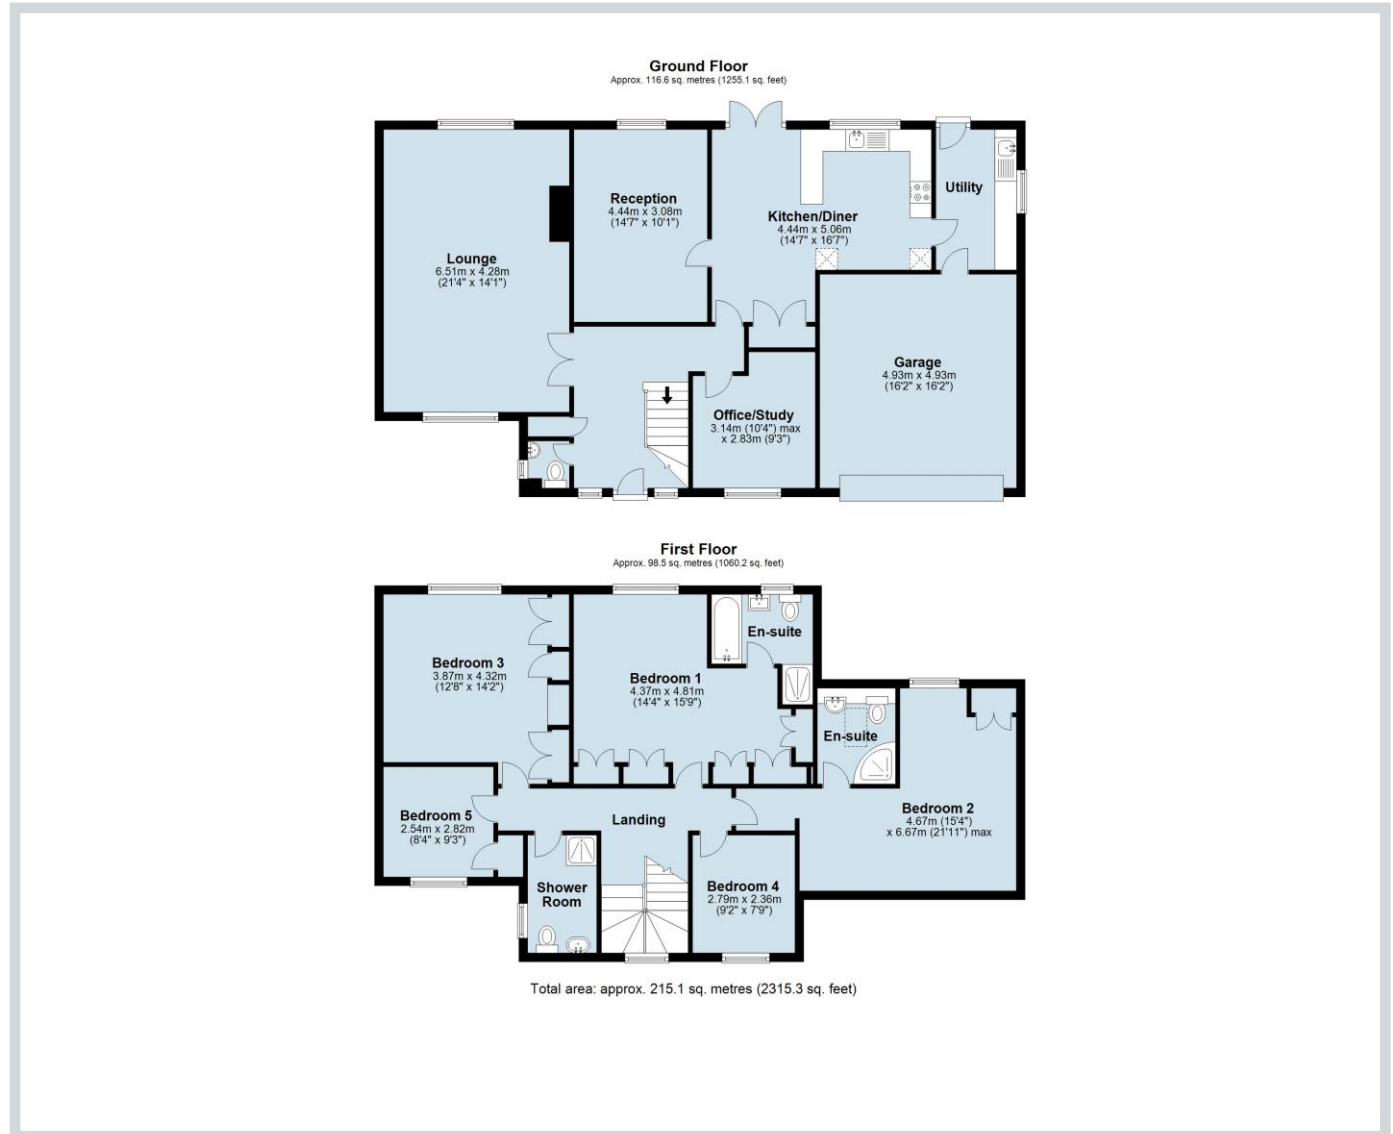 Ground Floor
Approx. 116.6 sq. metres (1255.1 sq. feet)
Lounge
6.51m x 4.28m
(21'4" x 14'1")
Reception
4.44m x 3.08m
(14'7" x 10'1")
Kitchen/Diner
4.44m x 5.06m
(14'7" x 16'7")
Utility
Garage
4.93m x 4.93m
(16'2" x 16'2")
Office/Study
3.14m (10'4") max
x 2.83m (9'3")
First Floor
Approx. 98.5 sq. metres (1060.2 sq. feet)
Bedroom 3
3.87m x 4.32m
(12'8" x 14'2")
Bedroom 1
4.37m x 4.81m
(14'4" x 15'9")
En-suite
En-suite
Bedroom 2
4.67m (15'4")
x 6.67m (21'11") max
Bedroom 5
2.54m x 2.82m
(8'4" x 9'3")
Landing
Shower
Room
Bedroom 4
2.79m x 2.36m
(9'2" x 7'9")
Total area: approx. 215.1 sq. metres (2315.3 sq. feet)